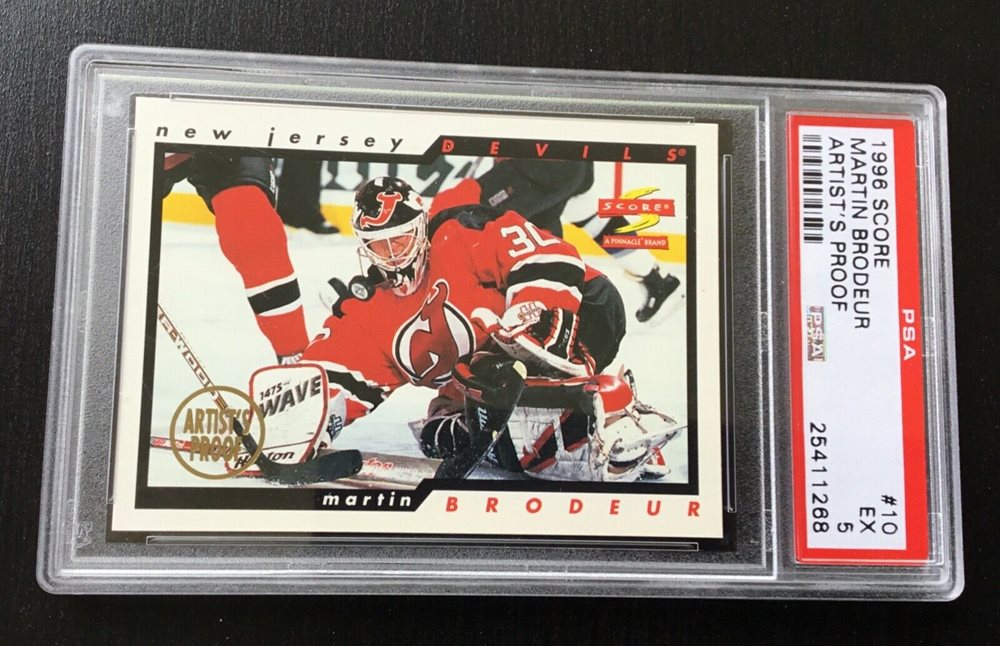 new jersey DEVILS®
SCORE®
A PINNACLE BRAND
30
1475
WAVE
ARTIST'S
PROOF
martin BRODEUR
PSA
1996 SCORE
MARTIN BRODEUR
ARTIST'S PROOF
PSA
#10
EX
5
25411268